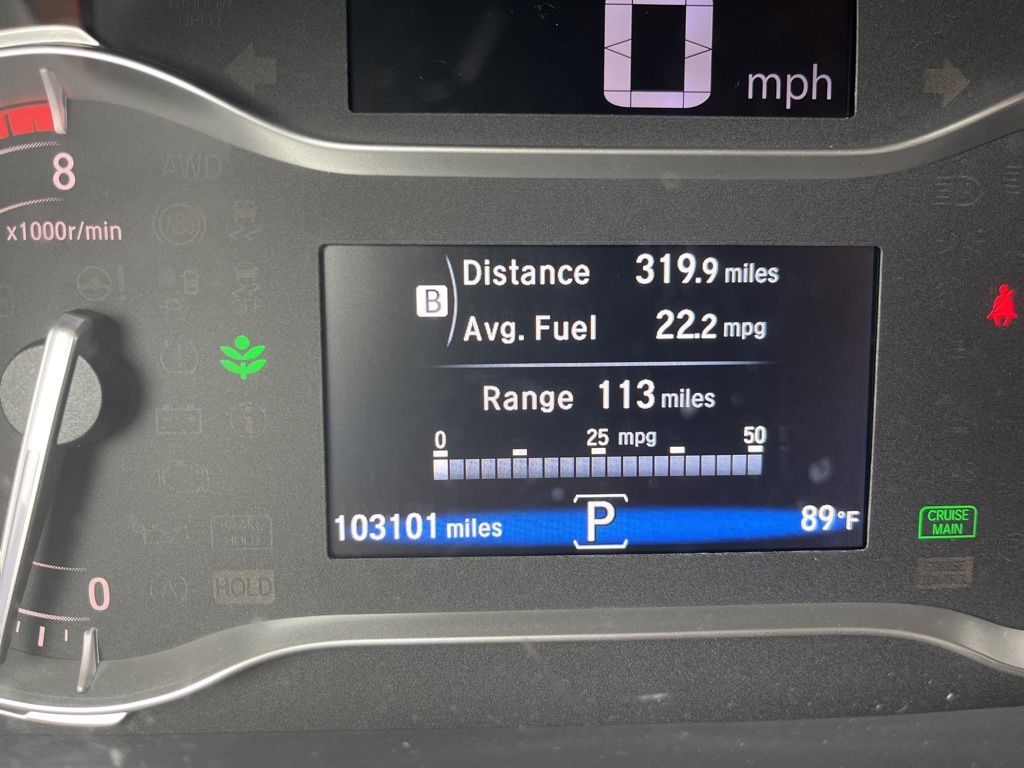 0 mph
8
AWD
x1000r/min
B
Distance 319.9 miles
Avg. Fuel 22.2 mpg
Range 113 miles
0 25 mpg 50
103101 miles P 89°F
CRUISE
MAIN
HOLD
0